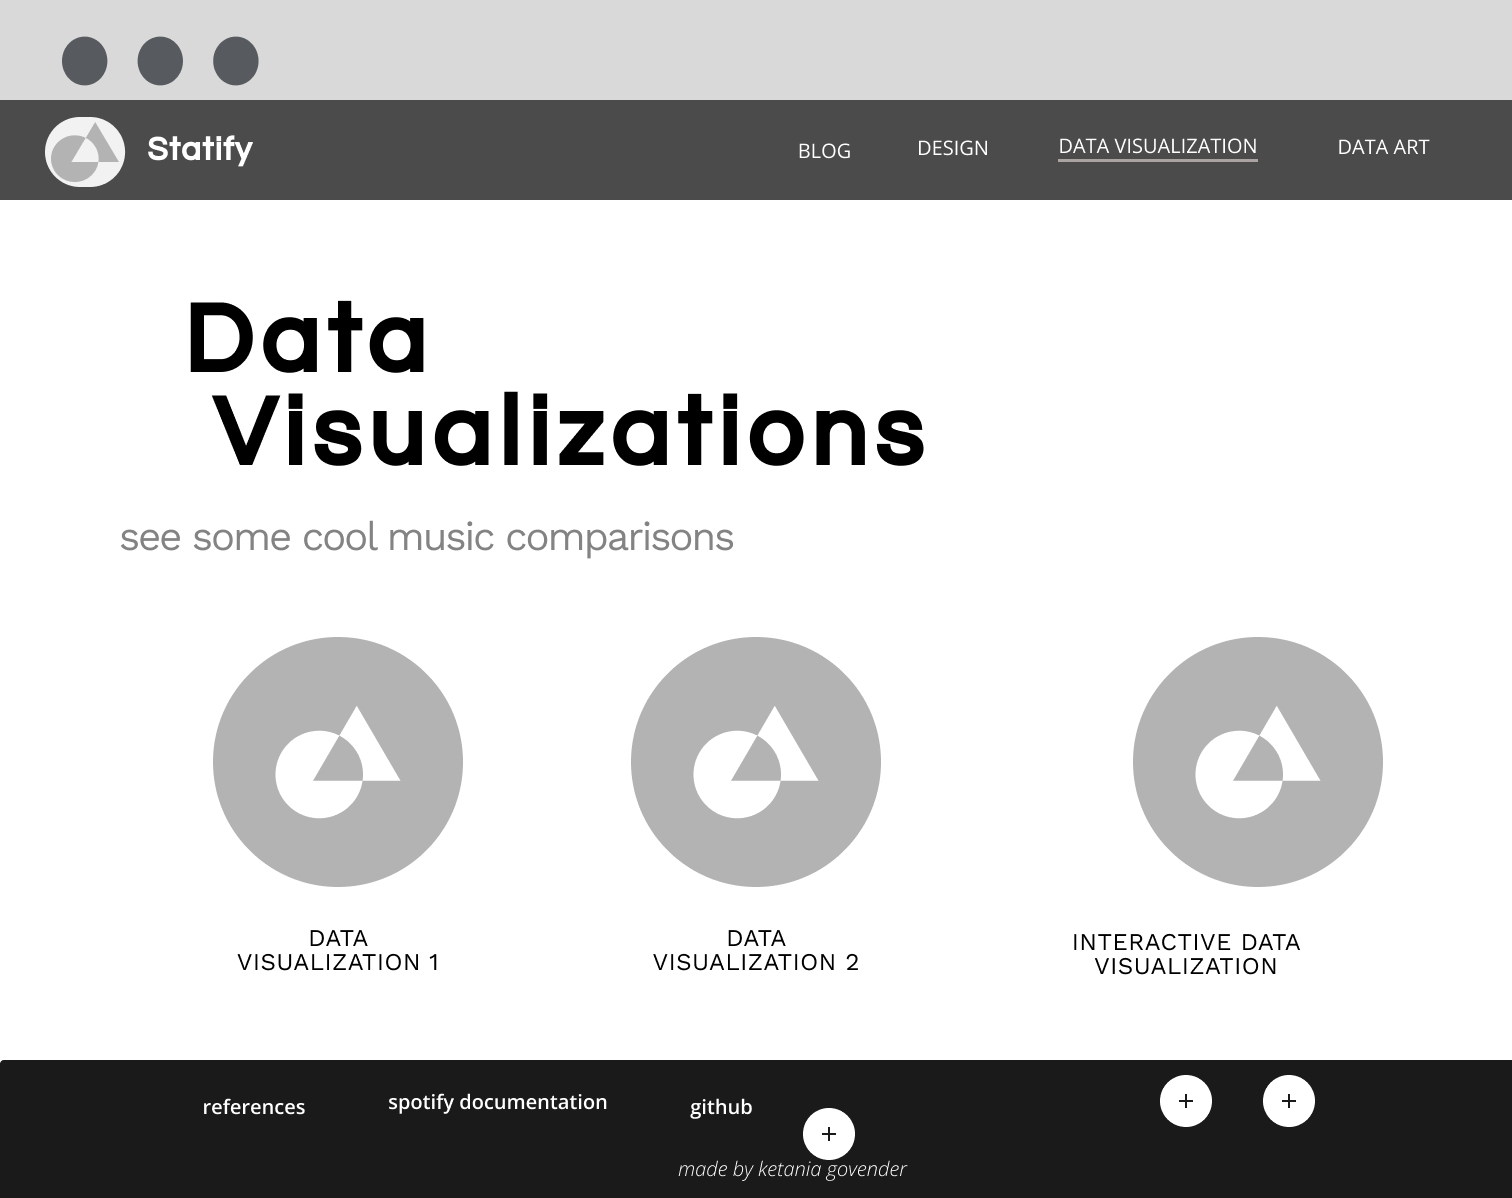 Statify
BLOG
DESIGN
DATA VISUALIZATION
DATA ART
Data
Visualizations
see some cool music comparisons
DATA
VISUALIZATION 1
DATA
VISUALIZATION 2
INTERACTIVE DATA
VISUALIZATION
references
spotify documentation
github
+
+
+
made by ketania govender